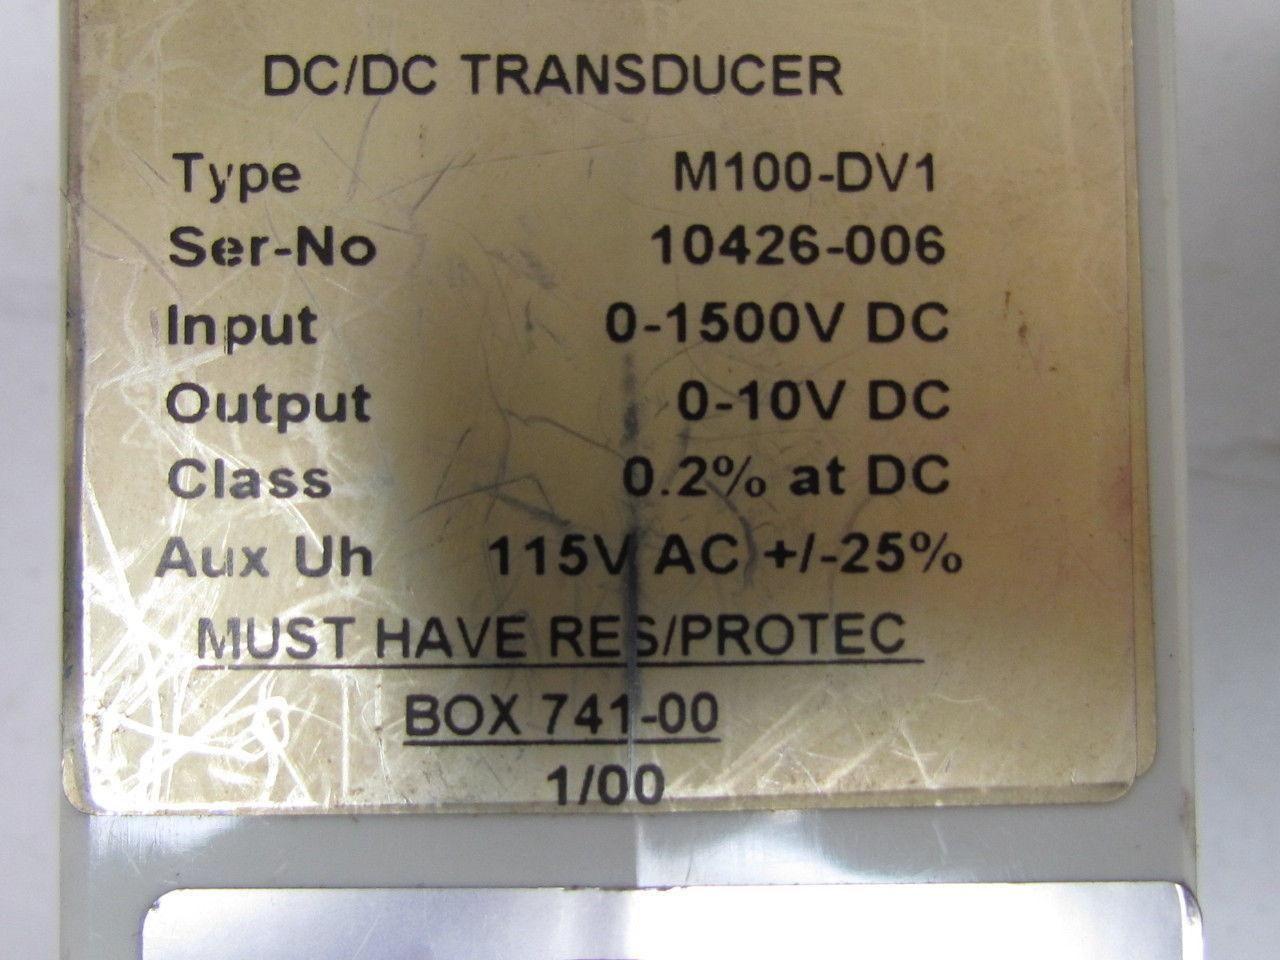 DC/DC TRANSDUCER
Type M100-DV1
Ser-No 10426-006
Input 0-1500V DC
Output 0-10V DC
Class 0.2% at DC
Aux Uh 115V AC +/-25%
MUST HAVE RES/PROTEC
BOX 741-00
1/00